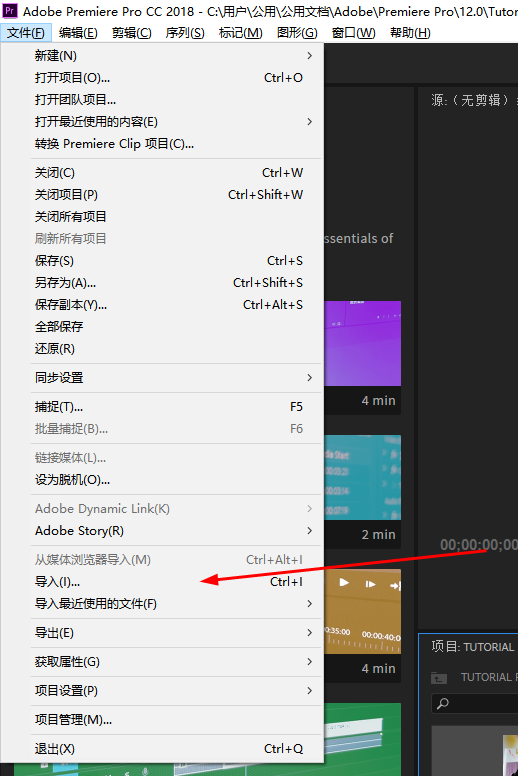 Adobe Premiere Pro CC 2018 - C:\用户\公用\公用文档\Adobe\Premiere Pro\12.0\Tutor
文件(F) 编辑(E) 剪辑(C) 序列(S) 标记(M) 图形(G) 窗口(W) 帮助(H)
新建(N)
打开项目(O)... Ctrl+O
打开团队项目...
打开最近使用的内容(E)
转换 Premiere Clip 项目(C)...
关闭(C) Ctrl+W
关闭项目(P) Ctrl+Shift+W
关闭所有项目
刷新所有项目
保存(S) Ctrl+S
另存为(A)... Ctrl+Shift+S
保存副本(Y)... Ctrl+Alt+S
全部保存
还原(R)
同步设置
捕捉(T)... F5
批量捕捉(B)... F6
链接媒体(L)...
设为脱机(O)...
Adobe Dynamic Link(K)
Adobe Story(R)
从媒体浏览器导入(M) Ctrl+Alt+I
导入(I)... Ctrl+I
导入最近使用的文件(F)
导出(E)
获取属性(G)
项目设置(P)
项目管理(M)...
退出(X) Ctrl+Q
源:（无剪辑）
ssentials of
4 min
2 min
00;00;00;00
00:35:00 00:00:40:0
4 min
项目: TUTORIAL
TUTORIAL